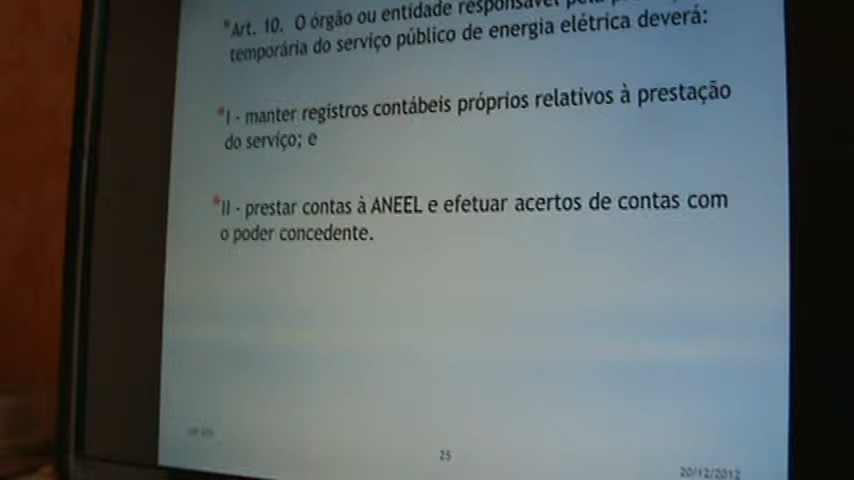 *Art. 10. O órgão ou entidade responsável
temporária do serviço público de energia elétrica deverá:
*I - manter registros contábeis próprios relativos à prestação
do serviço; e
*II - prestar contas à ANEEL e efetuar acertos de contas com
o poder concedente.
25
20/12/2012